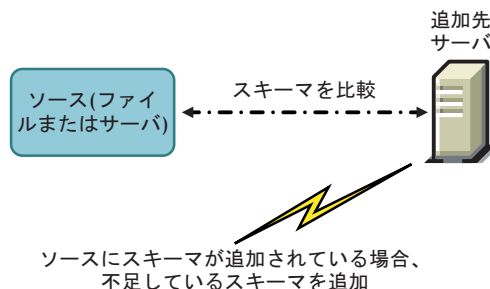 追加先
サーバ
ソース(ファイ
ルまたはサーバ)
スキーマを比較
ソースにスキーマが追加されている場合、
不足しているスキーマを追加